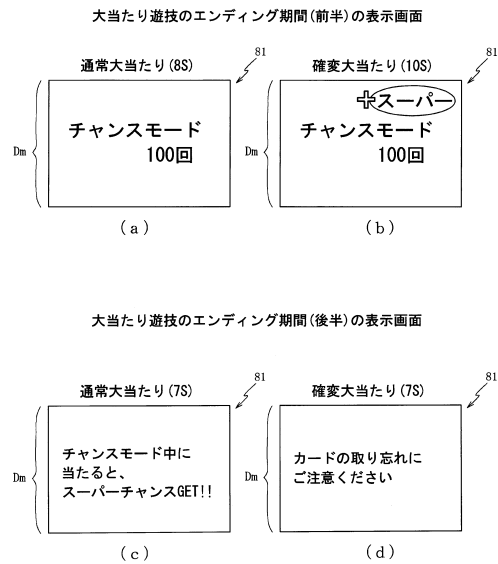 大当たり遊技のエンディング期間(前半)の表示画面
通常大当たり(8S)
81
Dm
チャンスモード
100回
(a)
確変大当たり(10S)
81
Dm
+スーパー
チャンスモード
100回
(b)
大当たり遊技のエンディング期間(後半)の表示画面
通常大当たり(7S)
81
Dm
チャンスモード中に
当たると、
スーパーチャンスGET!!
(c)
確変大当たり(7S)
81
Dm
カードの取り忘れに
ご注意ください
(d)